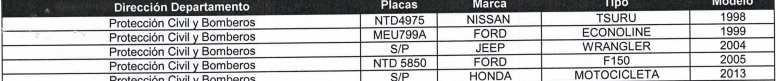 Dirección Departamento Placas Marca Tipo Modelo
Protección Civil y Bomberos NTD4975 NISSAN TSURU 1998
Protección Civil y Bomberos MEU799A FORD ECONOLINE 1999
Protección Civil y Bomberos S/P JEEP WRANGLER 2004
Protección Civil y Bomberos NTD 5850 FORD F150 2005
Protección Civil y Bomberos S/P HONDA MOTOCICLETA 2013